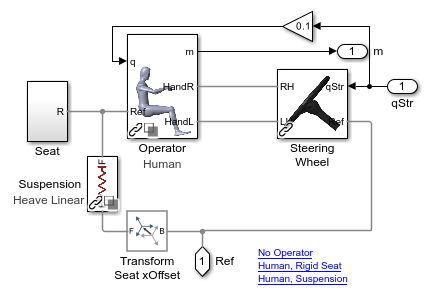 0.1
q
m
1
m
HandR
RH
qStr
1
qStr
R
Ref
HandL
LH
Ref
Seat
Operator
Human
Steering
Wheel
F
Suspension
Heave Linear
F
B
Transform
Seat xOffset
1
Ref
No Operator
Human, Rigid Seat
Human, Suspension